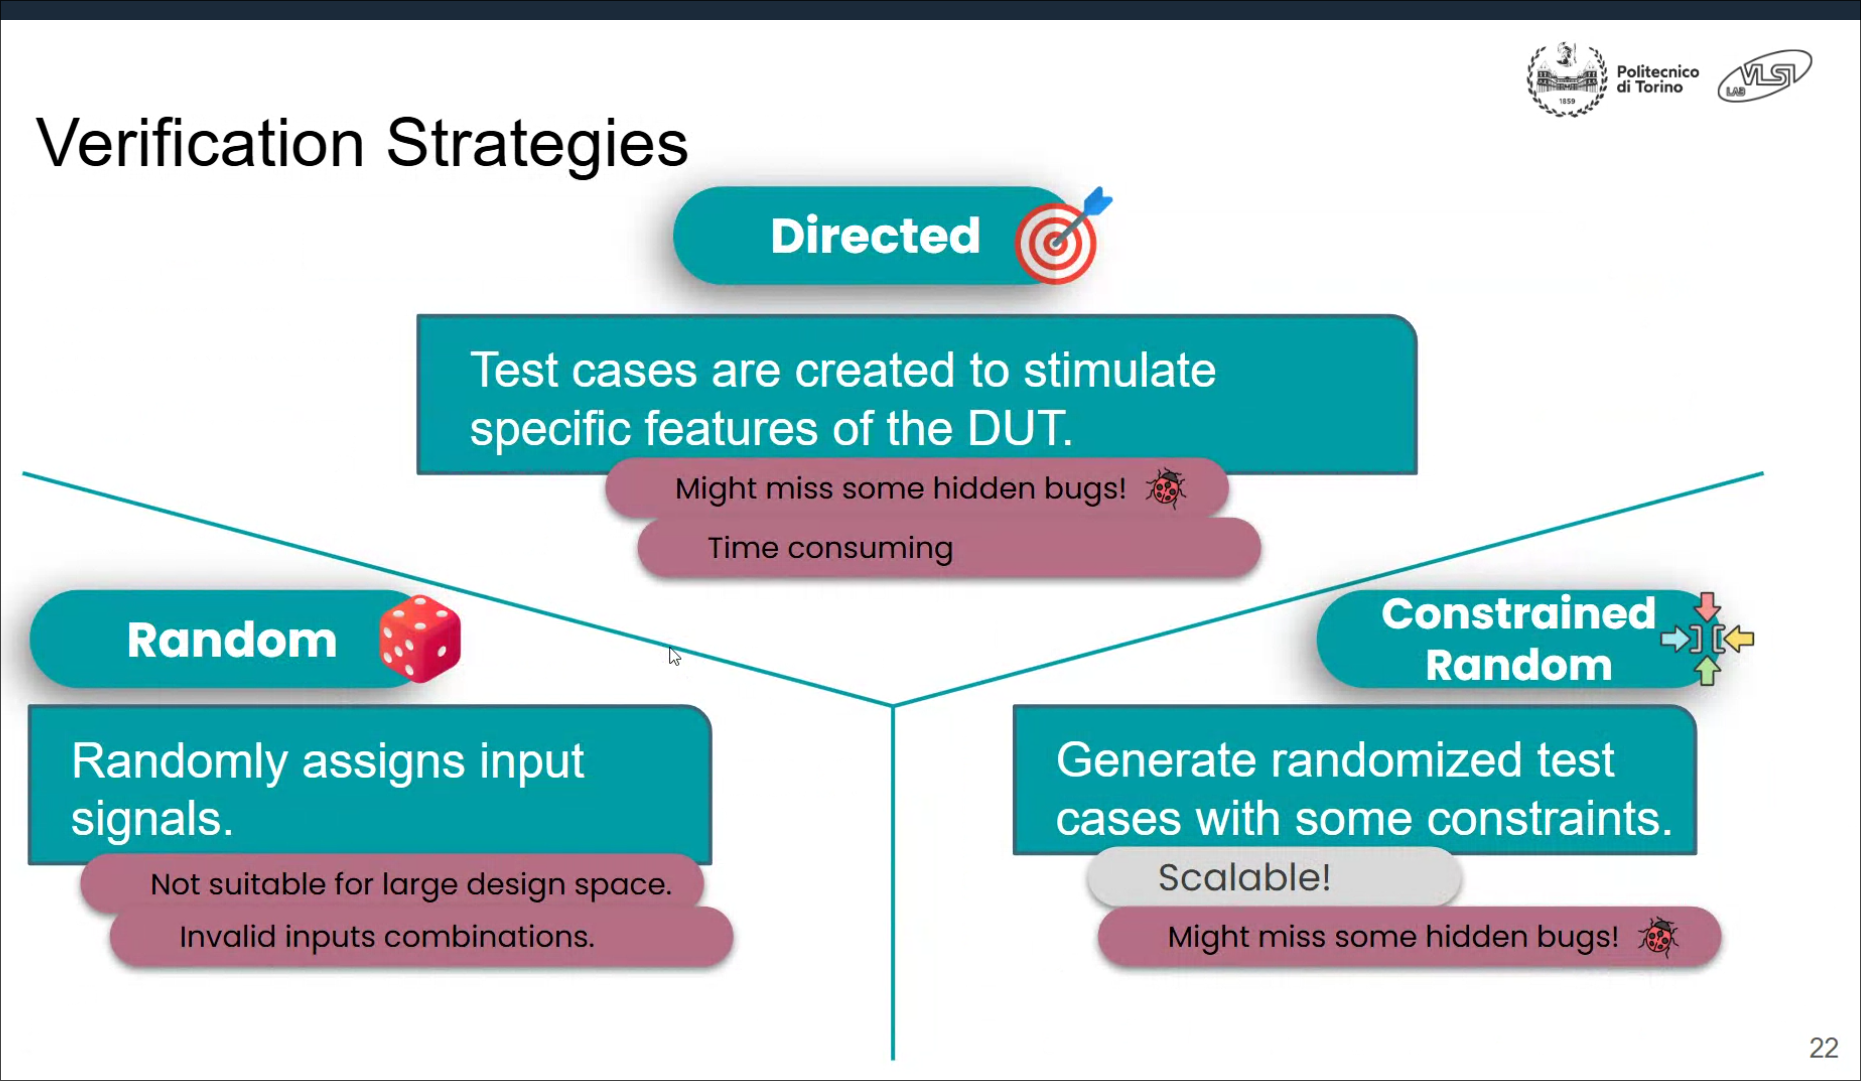 Politecnico
di Torino
1859
VLSI
LAB
Verification Strategies
Directed
Test cases are created to stimulate
specific features of the DUT.
Might miss some hidden bugs!
Time consuming
Random
Randomly assigns input
signals.
Not suitable for large design space.
Invalid inputs combinations.
Constrained
Random
Generate randomized test
cases with some constraints.
Scalable!
Might miss some hidden bugs!
22